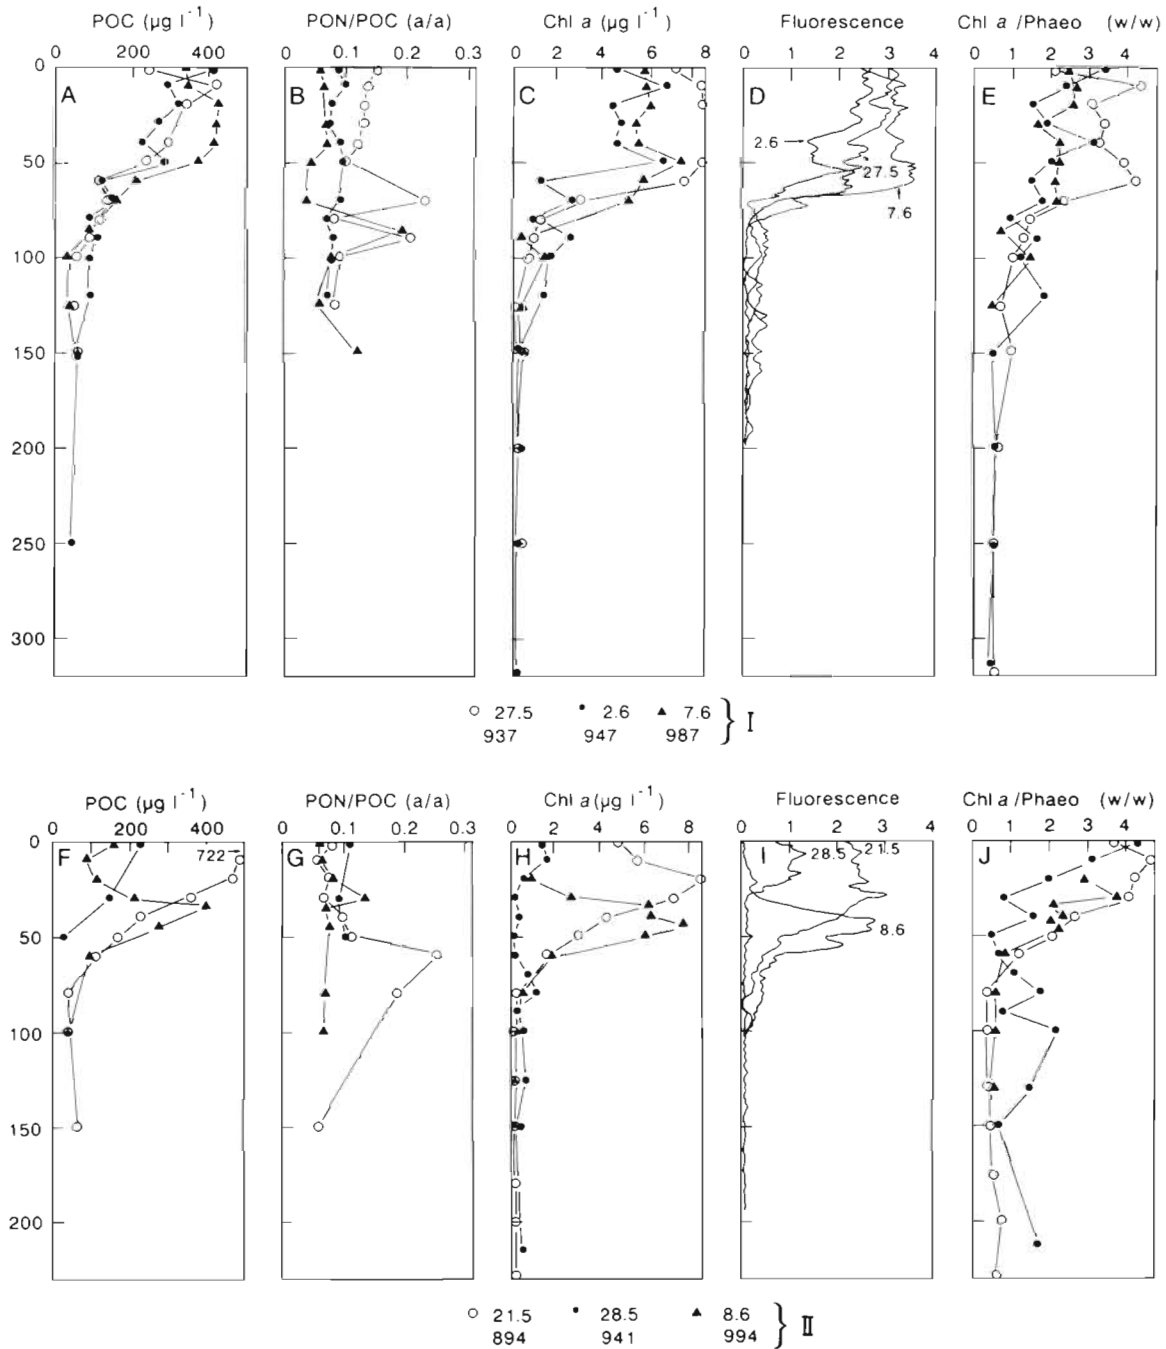 POC (µg l⁻¹) PON/POC (a/a) Chl a (µg l⁻¹) Fluorescence Chl a/Phaeo (w/w)
0 200 400 0 0.1 0.2 0.3 0 2 4 6 8 0 1 2 3 4 0 1 2 3 4
0
A B C D E
2.6
50
27.5
7.6
100
150
200
250
300
27.5 2.6 7.6 } I
937 947 987
POC (µg l⁻¹) PON/POC (a/a) Chl a (µg l⁻¹) Fluorescence Chl a/Phaeo (w/w)
0 200 400 0 0.1 0.2 0.3 0 2 4 6 8 0 1 2 3 4 0 1 2 3 4
0
F 722 G H I 28.5 21.5 J
50
8.6
100
150
200
21.5 28.5 8.6 } II
894 941 994